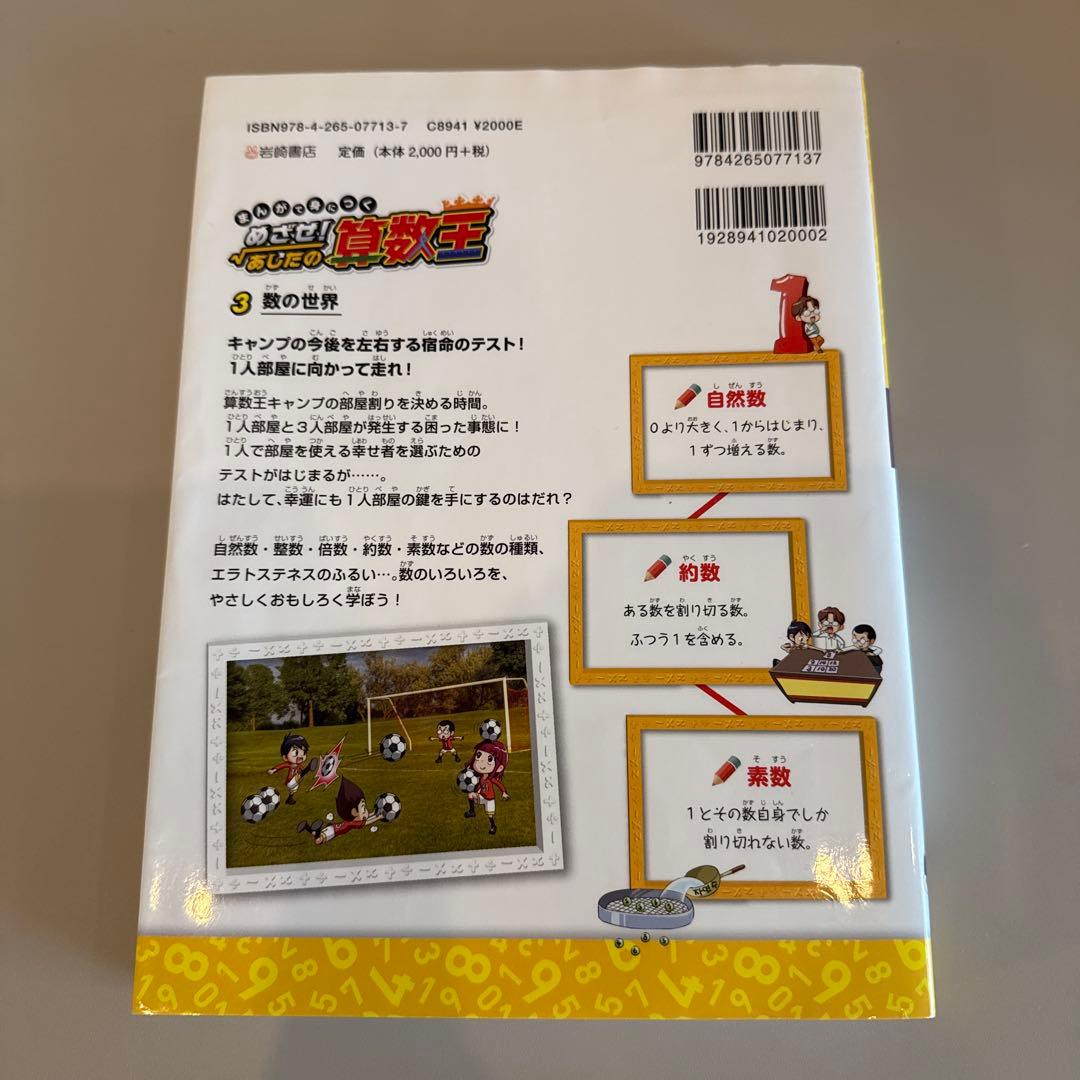 ISBN978-4-265-07713-7 C8941 ¥2000E
岩崎書店 定価（本体2,000円＋税）
9784265077137
1928941020002
まんがで身につく
めざせ！
あしたの
算数王
3 数の世界
キャンプの今後を左右する宿命のテスト！
1人部屋に向かって走れ！
算数王キャンプの部屋割りを決める時間。
1人部屋と3人部屋が発生する困った事態に！
1人で部屋を使える幸せ者を選ぶための
テストがはじまるが……。
はたして、幸運にも1人部屋の鍵を手にするのはだれ？
自然数・整数・倍数・約数・素数などの数の種類、
エラトステネスのふるい…。数のいろいろを、
やさしくおもしろく学ぼう！
1
自然数
0より大きく、1からはじまり、
1ずつ増える数。
約数
ある数を割り切る数。
ふつう1を含める。
素数
1とその数自身でしか
割り切れない数。